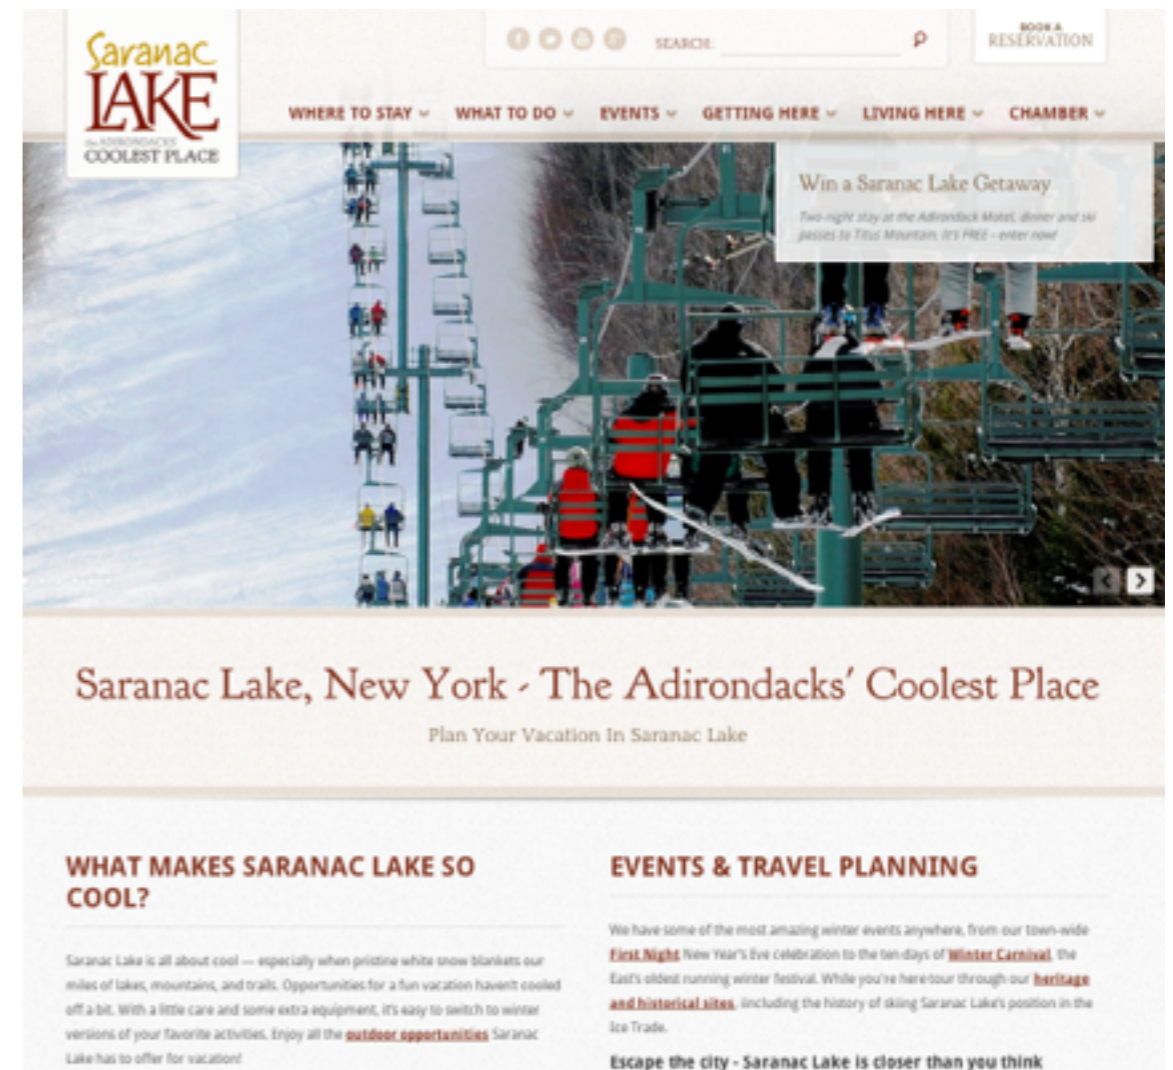 Saranac
LAKE
the ADIRONDACKS
COOLEST PLACE
SEARCH:
BOOK A
RESERVATION
WHERE TO STAY WHAT TO DO EVENTS GETTING HERE LIVING HERE CHAMBER
Win a Saranac Lake Getaway
Two-night stay at the Adirondack Motel, dinner and ski
passes to Titus Mountain. It's FREE - enter now!
Saranac Lake, New York - The Adirondacks' Coolest Place
Plan Your Vacation In Saranac Lake
WHAT MAKES SARANAC LAKE SO
COOL?
Saranac Lake is all about cool — especially when pristine white snow blankets our
miles of lakes, mountains, and trails. Opportunities for a fun vacation haven't cooled
off a bit. With a little care and some extra equipment, it's easy to switch to winter
versions of your favorite activities. Enjoy all the outdoor opportunities Saranac
Lake has to offer for vacation!
EVENTS & TRAVEL PLANNING
We have some of the most amazing winter events anywhere, from our town-wide
First Night New Year's Eve celebration to the ten days of Winter Carnival, the
East's oldest running winter festival. While you're here tour through our heritage
and historical sites, iincluding the history of skiing Saranac Lake's position in the
Ice Trade.
Escape the city - Saranac Lake is closer than you think